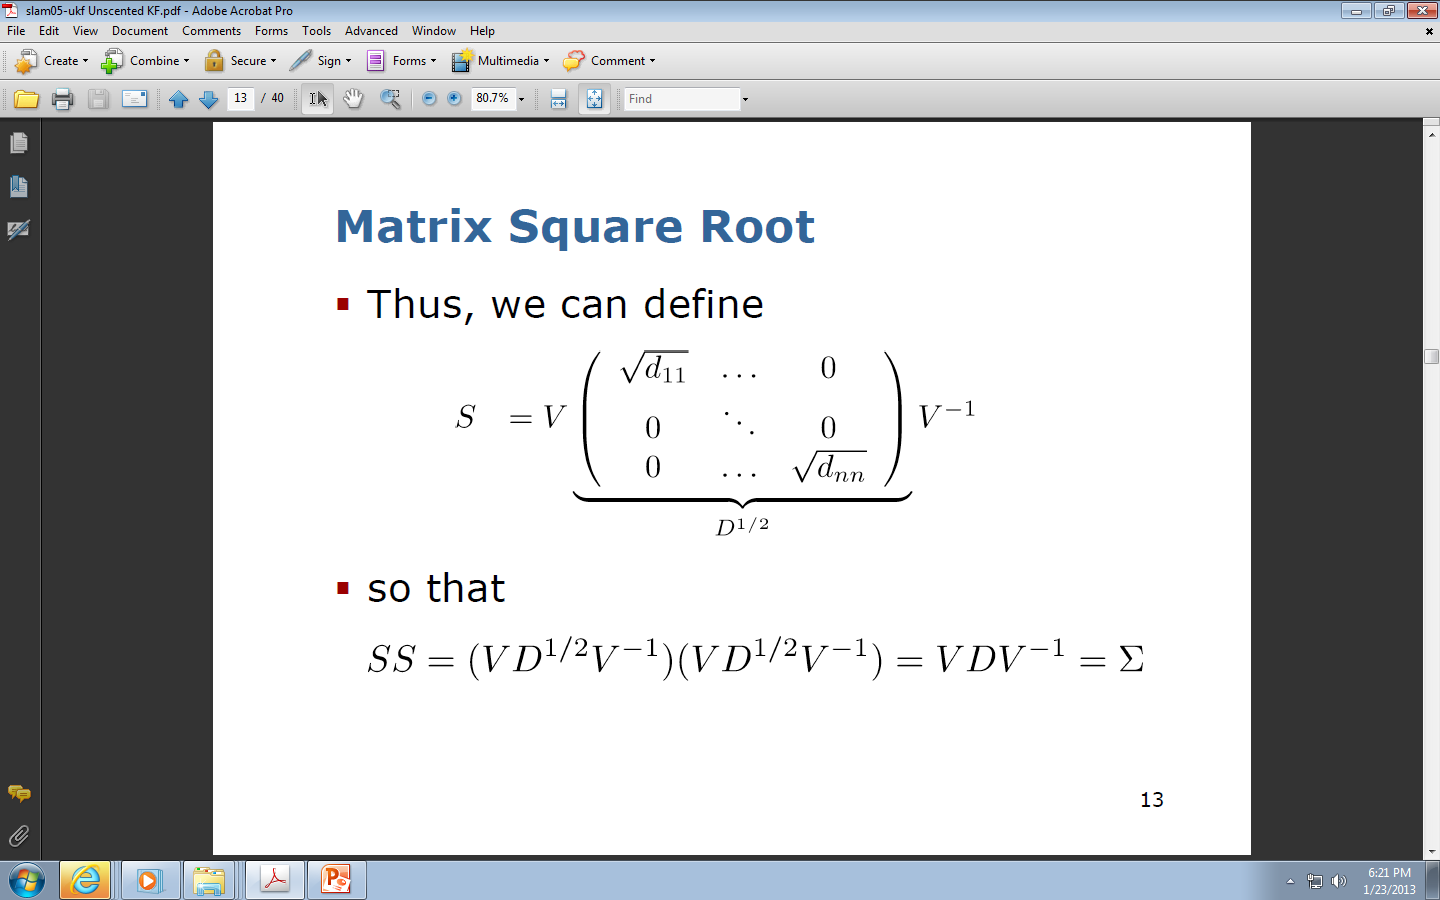 slam05-ukf Unscented KF.pdf - Adobe Acrobat Pro
File Edit View Document Comments Forms Tools Advanced Window Help
Create Combine Secure Sign Forms Multimedia Comment
13 / 40 80.7% Find
Matrix Square Root
▪ Thus, we can define
S = V ( √d₁₁ … 0
0 ⋱ 0
0 … √dₙₙ ) V⁻¹
D^{1/2}
▪ so that
SS = (VD^{1/2}V⁻¹)(VD^{1/2}V⁻¹) = VDV⁻¹ = Σ
13
6:21 PM
1/23/2013